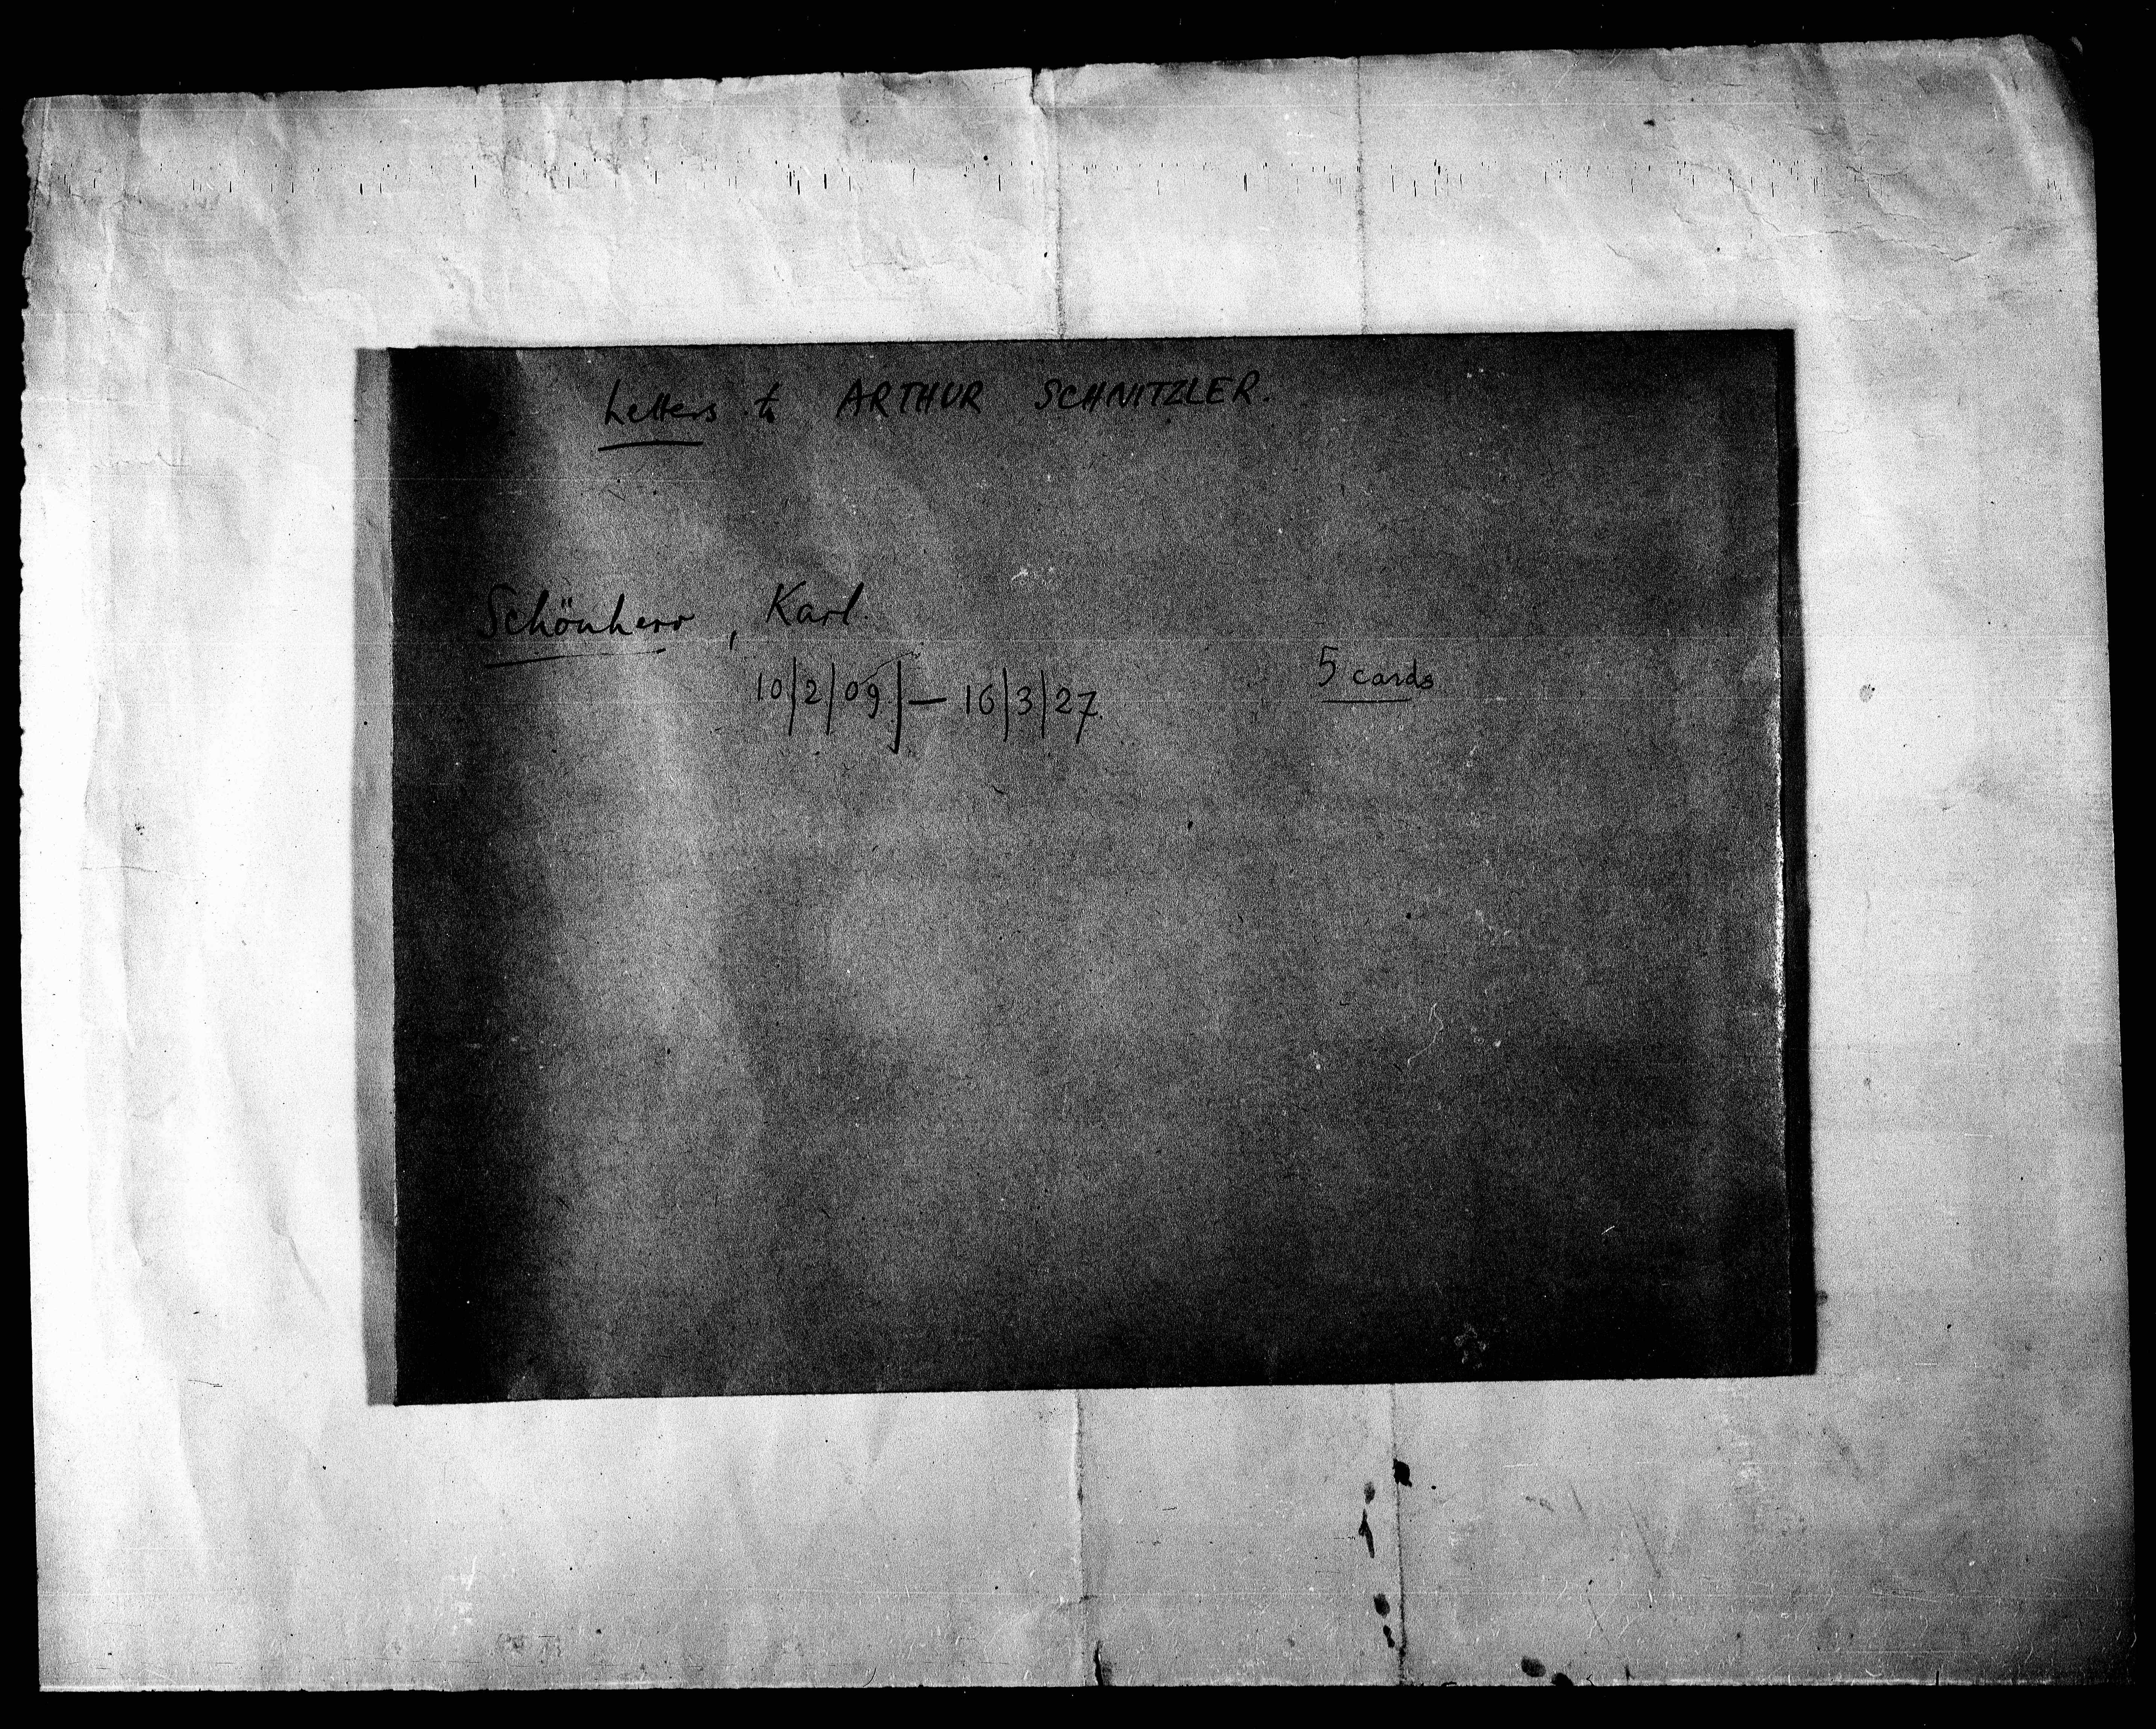 Letters to ARTHUR SCHNITZLER.
Schönherr, Karl.
10/2/09 — 16/3/27.
5 cards